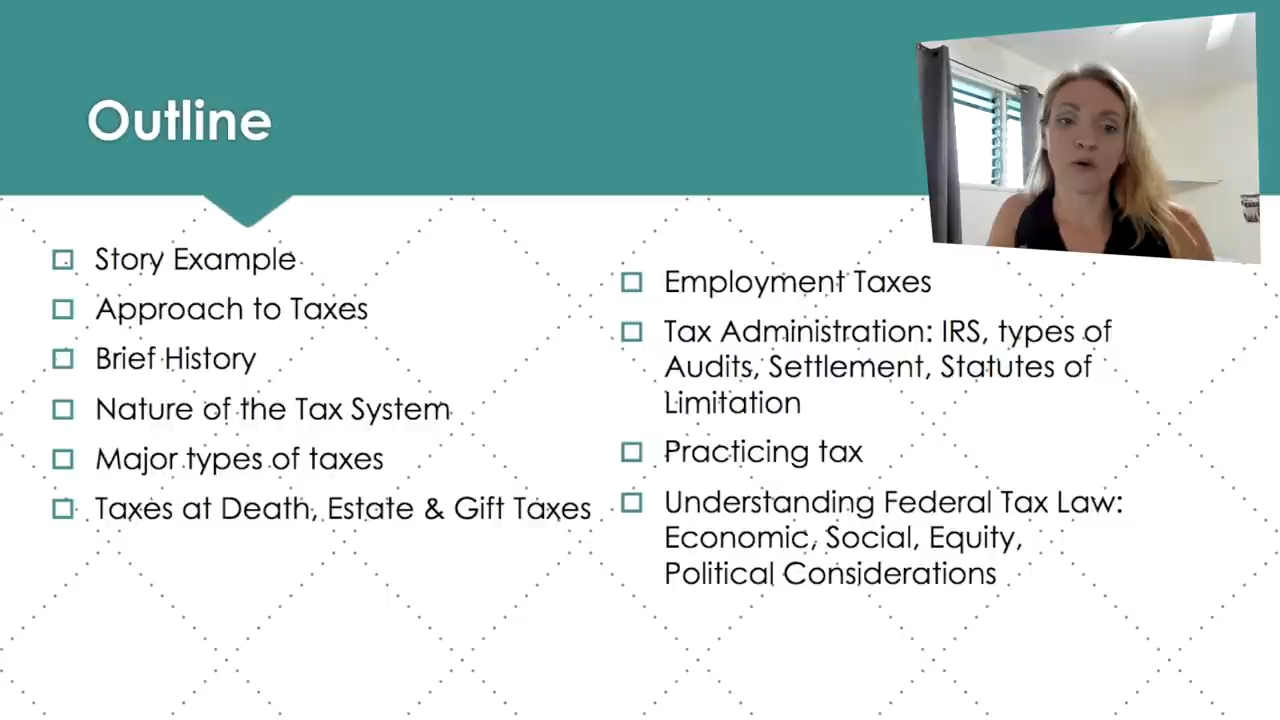 Outline
Story Example
Approach to Taxes
Brief History
Nature of the Tax System
Major types of taxes
Taxes at Death, Estate & Gift Taxes
Employment Taxes
Tax Administration: IRS, types of
Audits, Settlement, Statutes of
Limitation
Practicing tax
Understanding Federal Tax Law:
Economic, Social, Equity,
Political Considerations